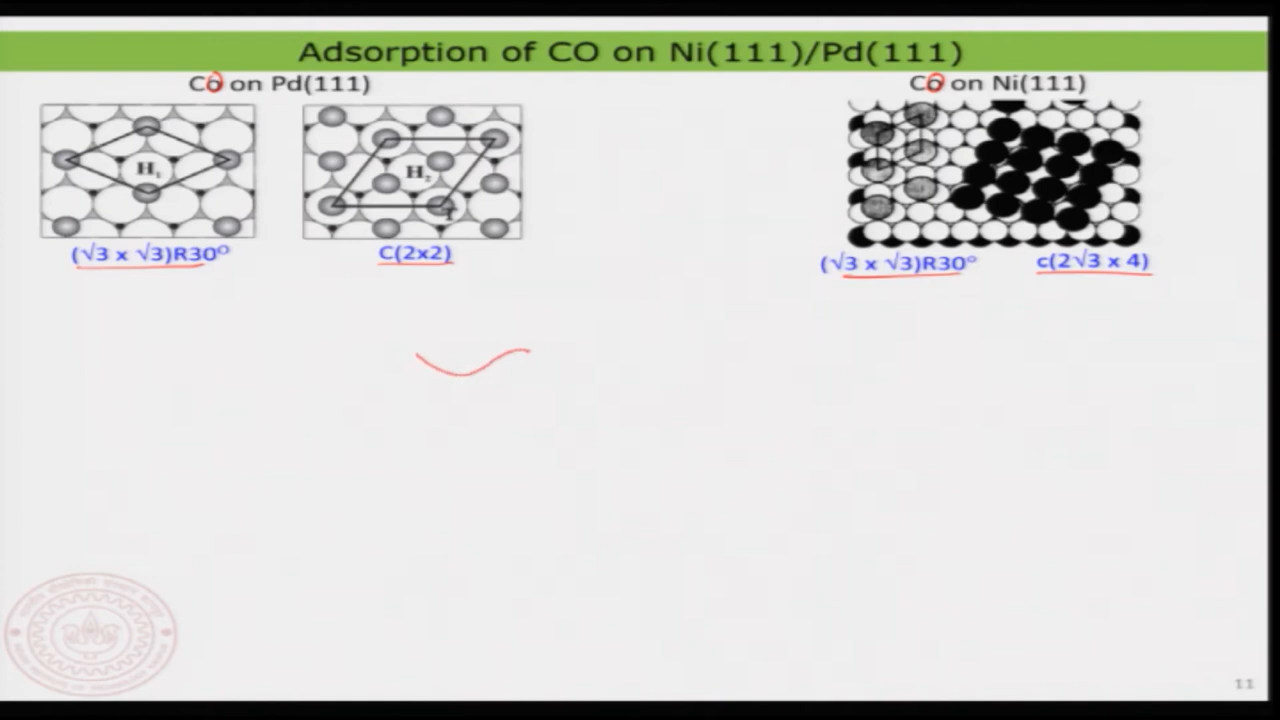 Adsorption of CO on Ni(111)/Pd(111)
Co on Pd(111)
Co on Ni(111)
H₁
H₂
T
(√3 x √3)R30°
C(2x2)
(√3 x √3)R30°
c(2√3 x 4)
11